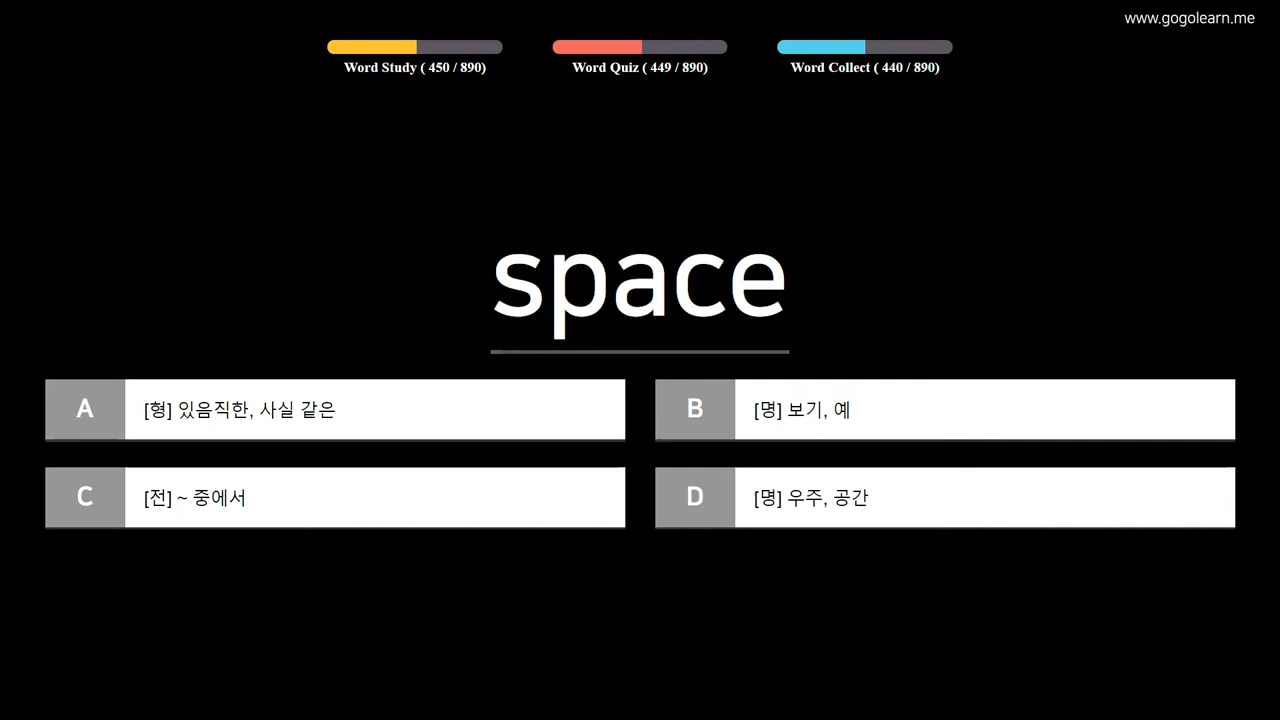 www.gogolearn.me
Word Study ( 450 / 890)
Word Quiz ( 449 / 890)
Word Collect ( 440 / 890)
space
A [형] 있음직한, 사실 같은
B [명] 보기, 예
C [전] ~ 중에서
D [명] 우주, 공간